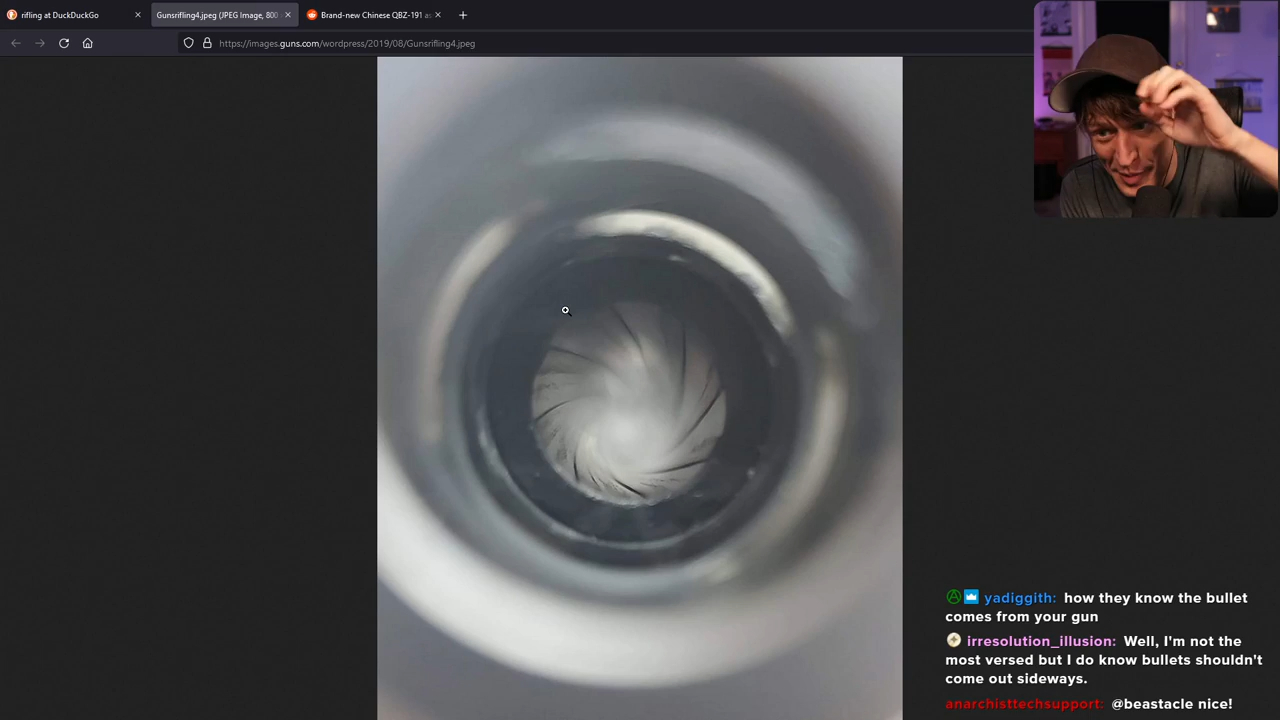 rifling at DuckDuckGo
Gunsrifling4.jpeg (JPEG Image, 800
Brand-new Chinese QBZ-191 as
https://images.guns.com/wordpress/2019/08/Gunsrifling4.jpeg
yadiggith: how they know the bullet
comes from your gun
irresolution_illusion: Well, I'm not the
most versed but I do know bullets shouldn't
come out sideways.
anarchisttechsupport: @beastacle nice!